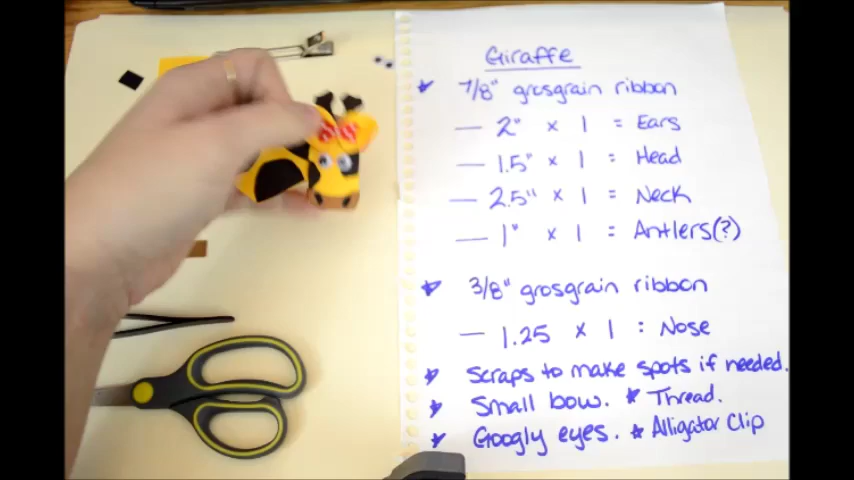 Giraffe
★ 7/8" grosgrain ribbon
— 2" x 1 = Ears
— 1.5" x 1 = Head
— 2.5" x 1 = Neck
— 1" x 1 = Antlers(?)
★ 3/8" grosgrain ribbon
— 1.25 x 1 = Nose
★ Scraps to make spots if needed.
★ Small bow. ★ Thread.
★ Googly eyes. ★ Alligator Clip